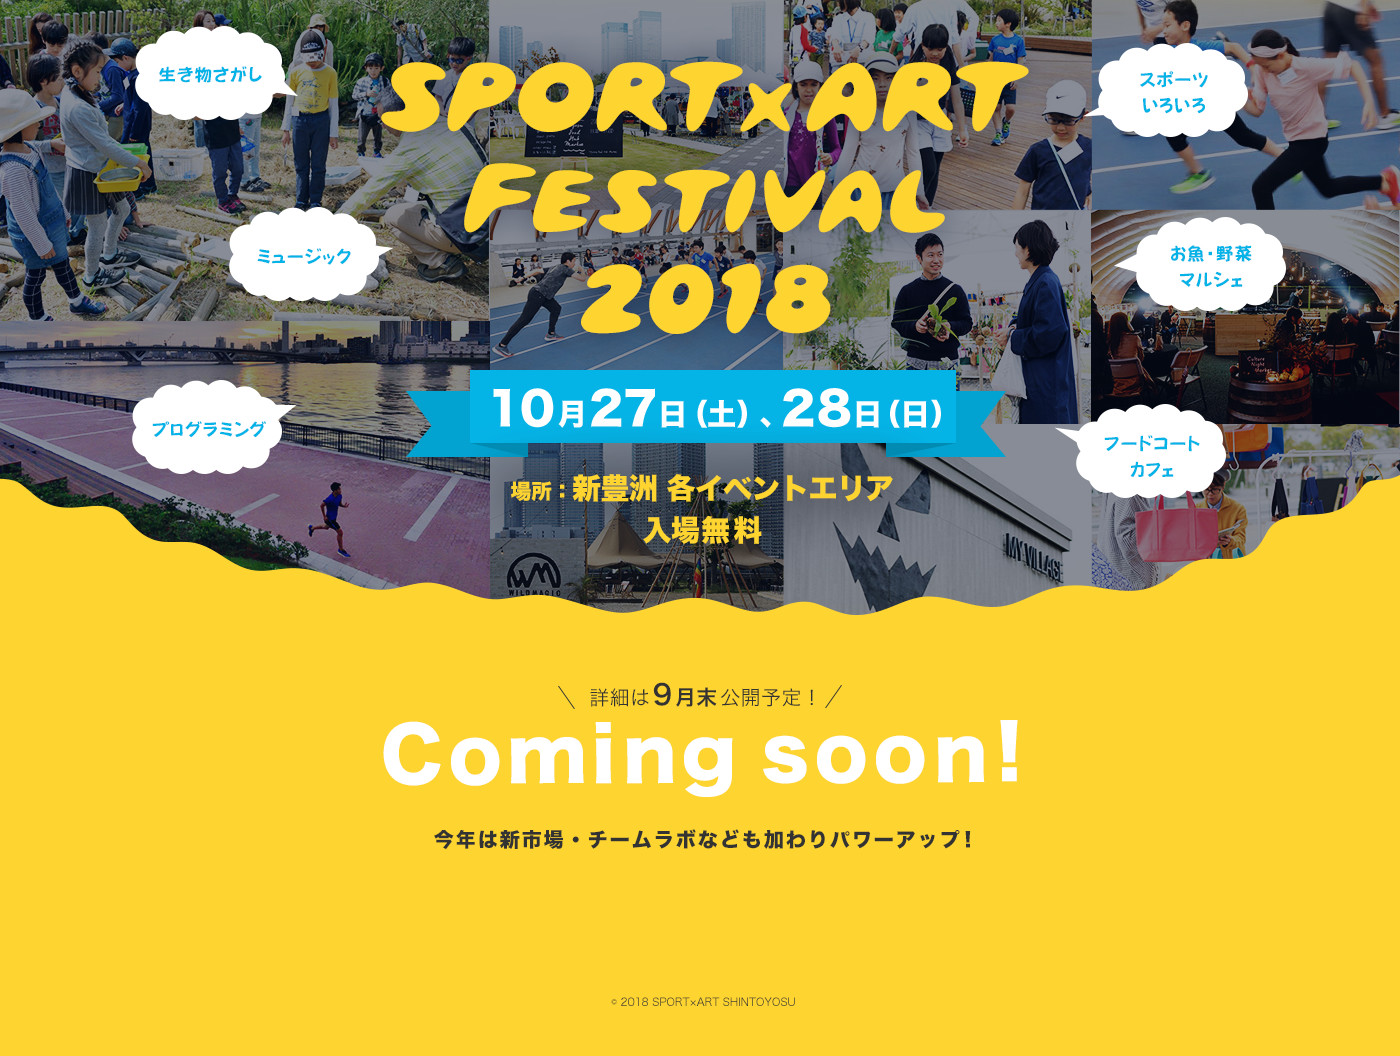 SPORT×ART
FESTIVAL
2018
生き物さがし
ミュージック
プログラミング
スポーツ
いろいろ
お魚・野菜
マルシェ
フードコート
カフェ
10月27日(土)、28日(日)
場所:新豊洲 各イベントエリア
入場無料
WILDMAGIC
MY VILLAGE
Culture
Night
Market
\ 詳細は9月末公開予定! /
Coming soon!
今年は新市場・チームラボなども加わりパワーアップ!
© 2018 SPORT×ART SHINTOYOSU